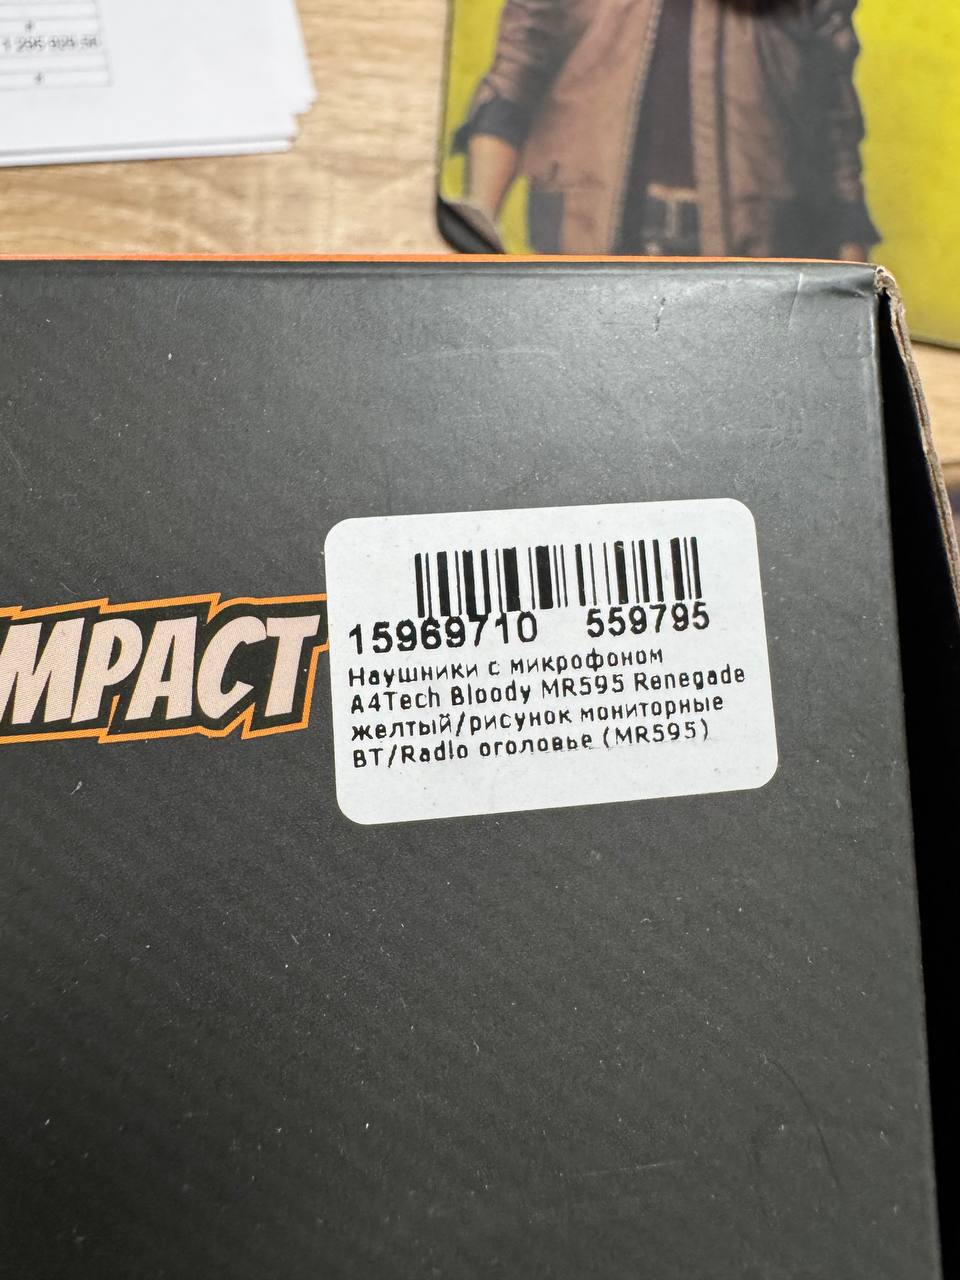 MPACT
15969710 559795
Наушники с микрофоном
A4Tech Bloody MR595 Renegade
желтый/рисунок мониторные
BT/Radio оголовье (MR595)